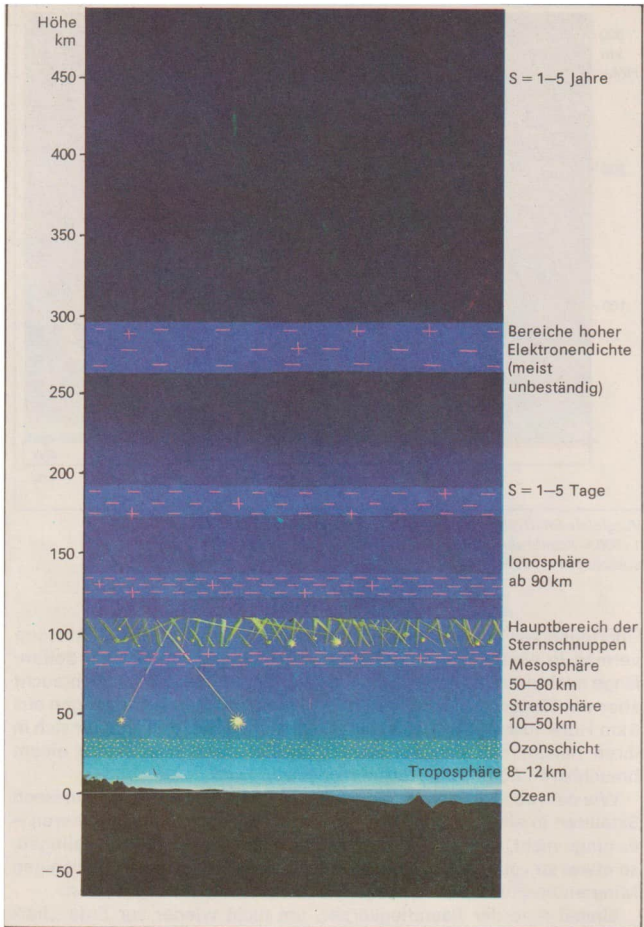 Höhe
km
450
400
350
300
250
200
150
100
50
0
− 50
S = 1–5 Jahre
Bereiche hoher
Elektronendichte
(meist
unbeständig)
S = 1–5 Tage
Ionosphäre
ab 90 km
Hauptbereich der
Sternschnuppen
Mesosphäre
50–80 km
Stratosphäre
10–50 km
Ozonschicht
Troposphäre 8–12 km
Ozean